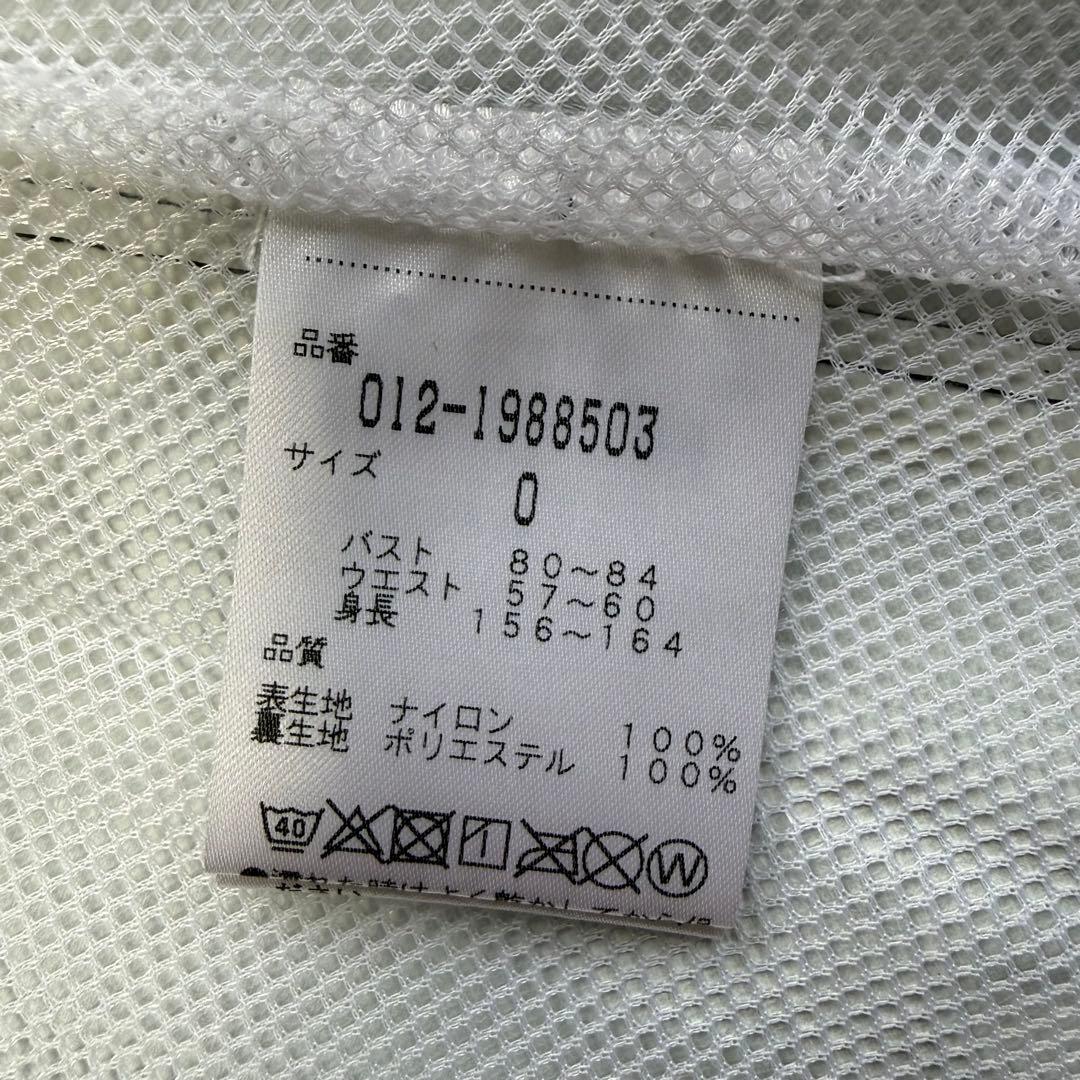 品番
012-1988503
サイズ
0
バスト 80～84
ウエスト 57～60
身長 156～164
品質
表生地 ナイロン 100%
裏生地 ポリエステル 100%
40
W